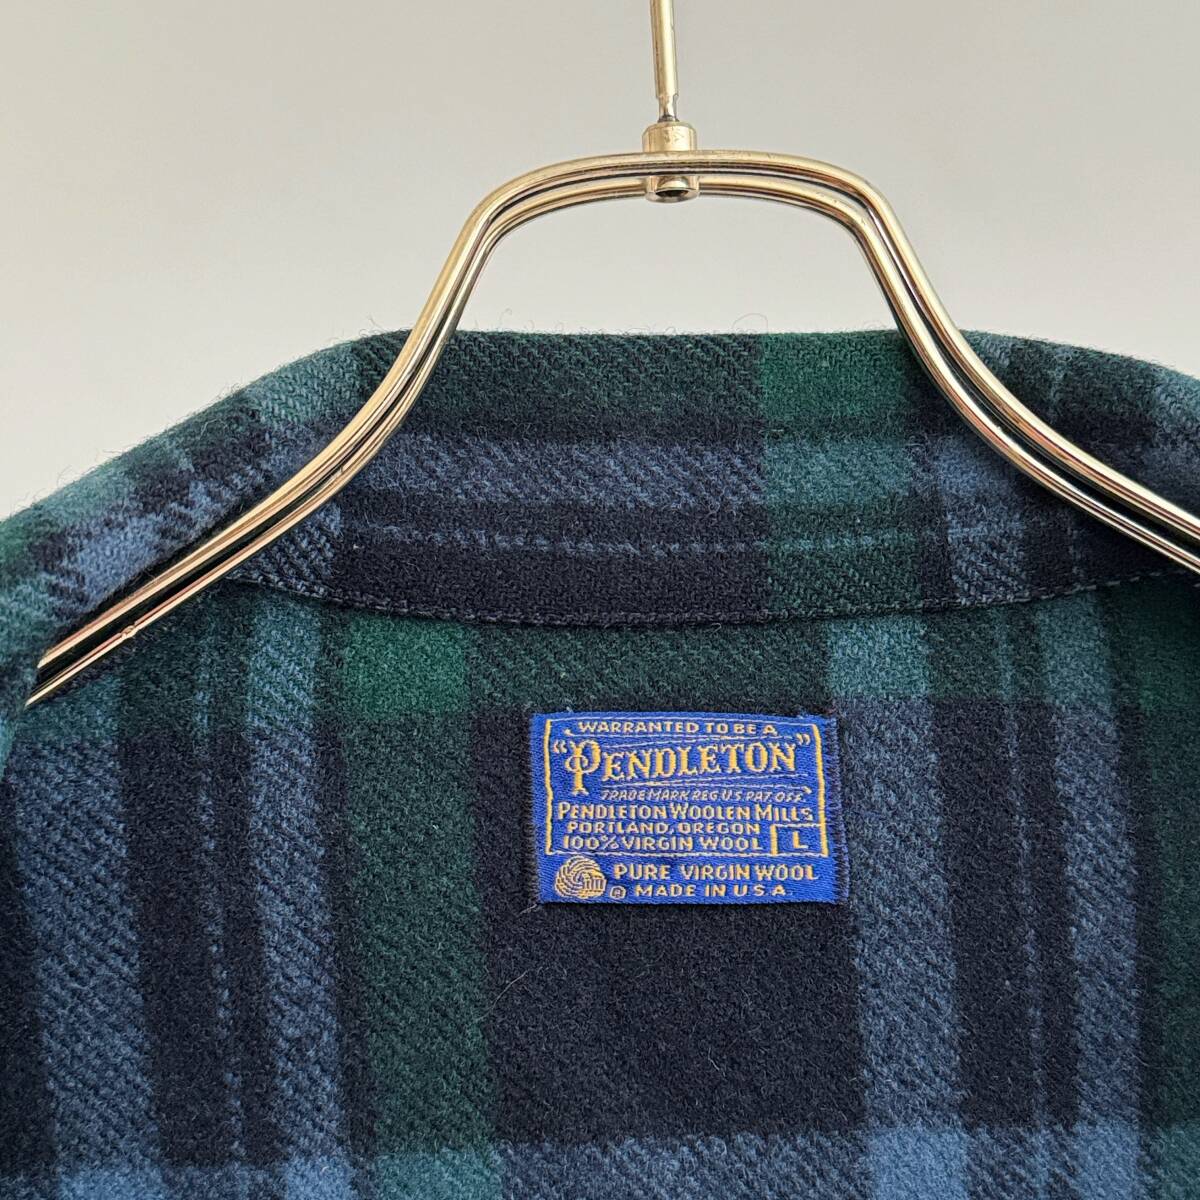 WARRANTED TO BE A
"PENDLETON"
TRADE MARK REG. U.S. PAT. OFF.
PENDLETON WOOLEN MILLS
PORTLAND, OREGON
100% VIRGIN WOOL L
PURE VIRGIN WOOL
® MADE IN U.S.A.